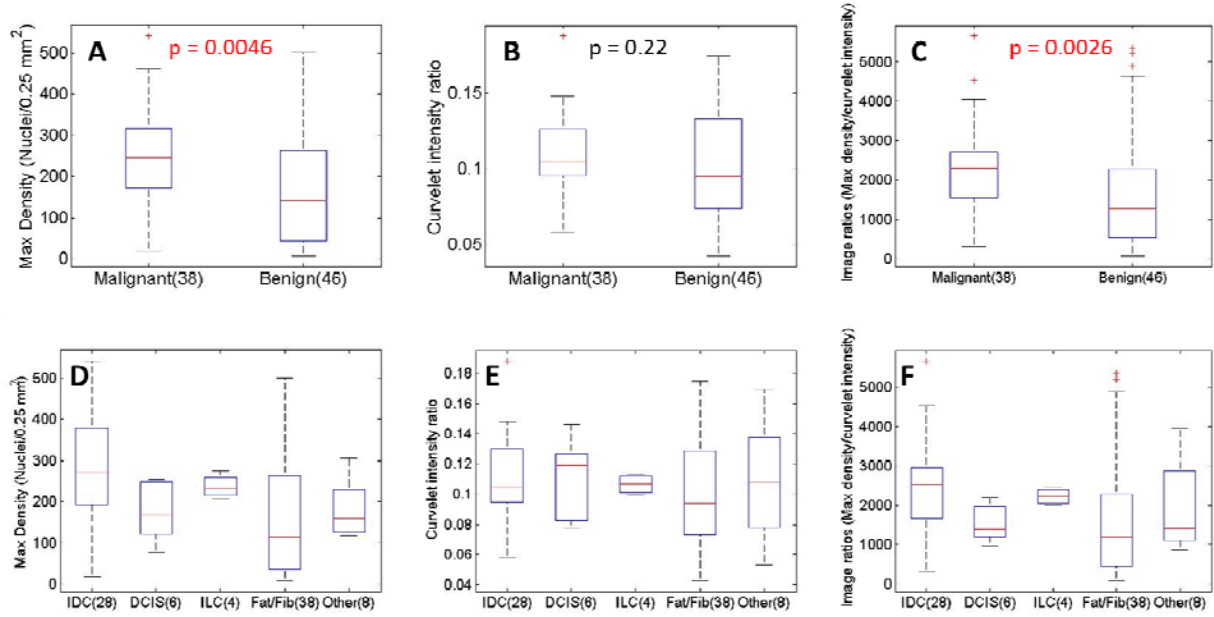 A
p = 0.0046
Max Density (Nuclei/0.25 mm²)
500
400
300
200
100
0
Malignant(38)
Benign(46)
B
p = 0.22
Curvelet intensity ratio
0.15
0.1
0.05
Malignant(38)
Benign(46)
C
p = 0.0026
Image ratios (Max density/curvelet intensity)
5000
4000
3000
2000
1000
0
Malignant(38)
Benign(46)
D
Max Density (Nuclei/0.25 mm²)
500
400
300
200
100
0
IDC(28) DCIS(6) ILC(4) Fat/Fib(38) Other(8)
E
Curvelet intensity ratio
0.18
0.16
0.14
0.12
0.1
0.08
0.06
0.04
IDC(28) DCIS(6) ILC(4) Fat/Fib(38) Other(8)
F
Image ratios (Max density/curvelet intensity)
5000
4000
3000
2000
1000
0
IDC(28) DCIS(6) ILC(4) Fat/Fib(38) Other(8)